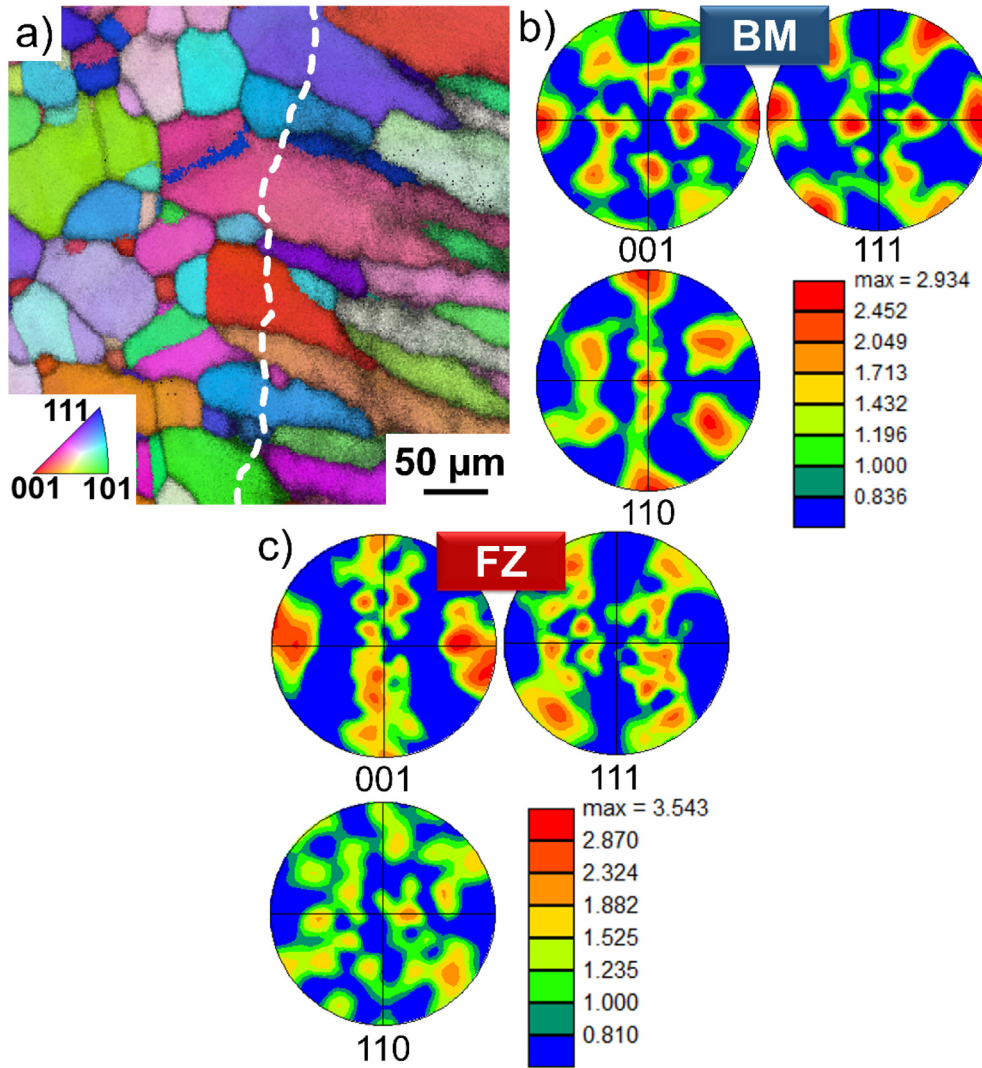 a)
111
001 101
50 µm
b)
BM
001
111
110
max = 2.934
2.452
2.049
1.713
1.432
1.196
1.000
0.836
c)
FZ
001
111
110
max = 3.543
2.870
2.324
1.882
1.525
1.235
1.000
0.810